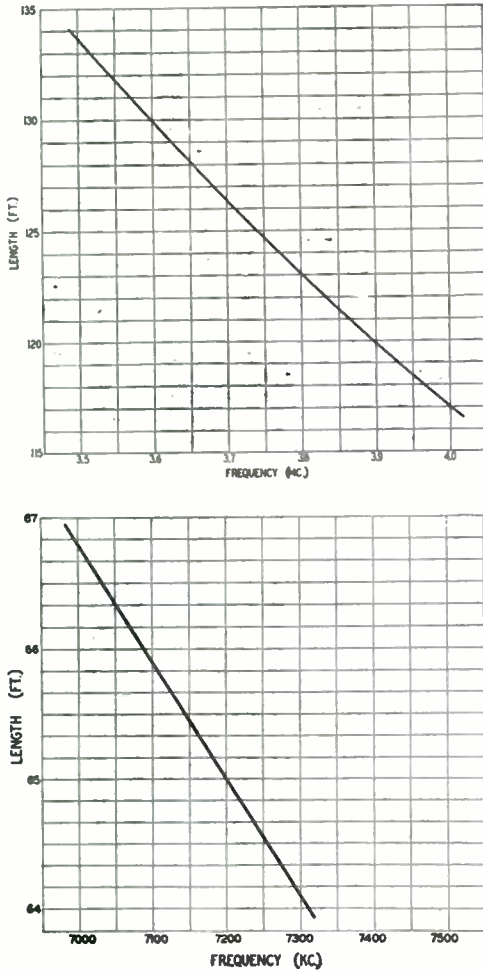 135
130
125
120
115
LENGTH (FT.)
3.5 3.6 3.7 3.8 3.9 4.0
FREQUENCY (MC.)
67
66
65
64
LENGTH (FT.)
7000 7100 7200 7300 7400 7500
FREQUENCY (KC.)